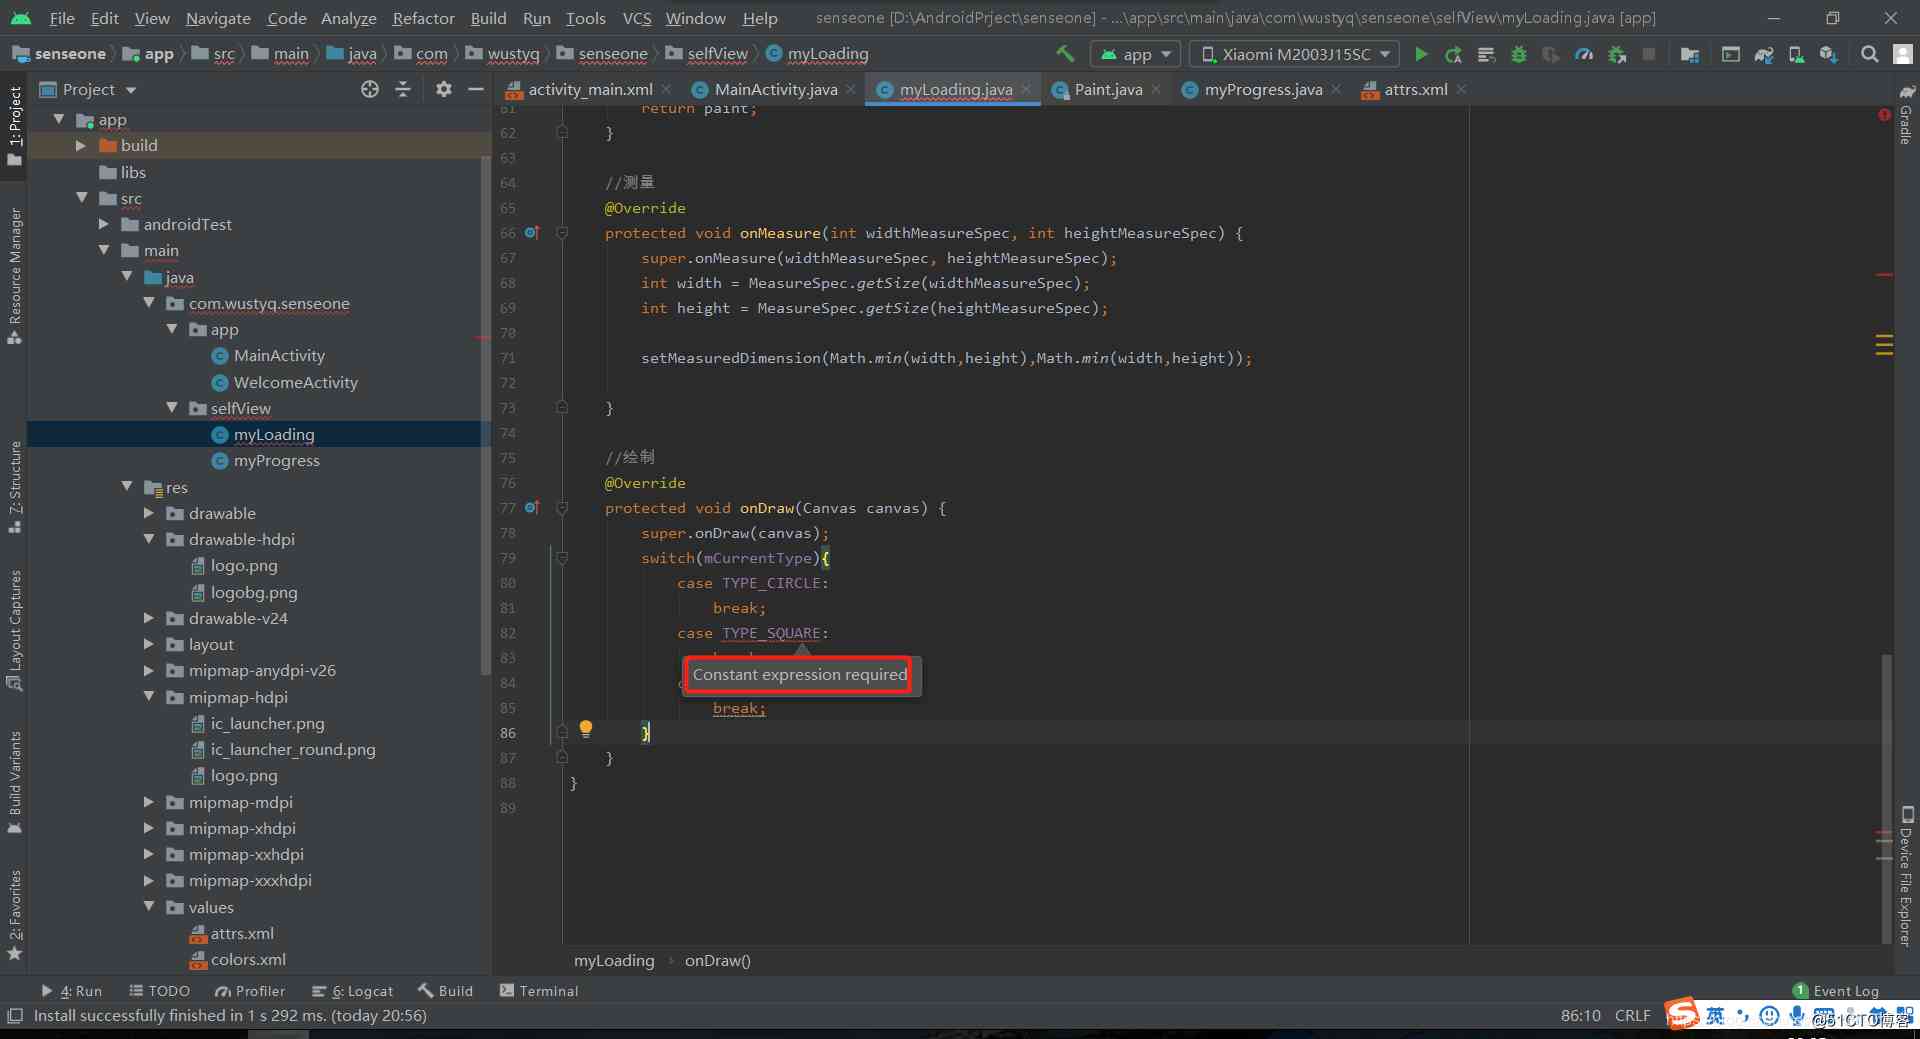 File Edit View Navigate Code Analyze Refactor Build Run Tools VCS Window Help senseone [D:\AndroidPrject\senseone] - ...\app\src\main\java\com\wustyq\senseone\selfView\myLoading.java [app]
senseone app src main java com wustyq senseone selfView myLoading app Xiaomi M2003J15SC
Project
activity_main.xml MainActivity.java myLoading.java Paint.java myProgress.java attrs.xml
1: Project
Resource Manager
7: Structure
Layout Captures
Build Variants
2: Favorites
app
build
libs
src
androidTest
main
java
com.wustyq.senseone
app
MainActivity
WelcomeActivity
selfView
myLoading
myProgress
res
drawable
drawable-hdpi
logo.png
logobg.png
drawable-v24
layout
mipmap-anydpi-v26
mipmap-hdpi
ic_launcher.png
ic_launcher_round.png
logo.png
mipmap-mdpi
mipmap-xhdpi
mipmap-xxhdpi
mipmap-xxxhdpi
values
attrs.xml
colors.xml
61 return paint;
62 }
63
64 //测量
65 @Override
66 protected void onMeasure(int widthMeasureSpec, int heightMeasureSpec) {
67 super.onMeasure(widthMeasureSpec, heightMeasureSpec);
68 int width = MeasureSpec.getSize(widthMeasureSpec);
69 int height = MeasureSpec.getSize(heightMeasureSpec);
70
71 setMeasuredDimension(Math.min(width,height),Math.min(width,height));
72
73 }
74
75 //绘制
76 @Override
77 protected void onDraw(Canvas canvas) {
78 super.onDraw(canvas);
79 switch(mCurrentType){
80 case TYPE_CIRCLE:
81 break;
82 case TYPE_SQUARE:
83
Constant expression required
84
85 break;
86 }
87 }
88 }
89
myLoading onDraw()
Gradle
Device File Explorer
4: Run TODO Profiler 6: Logcat Build Terminal 1 Event Log
Install successfully finished in 1 s 292 ms. (today 20:56) 86:10 CRLF
S 英
@51CTO博客